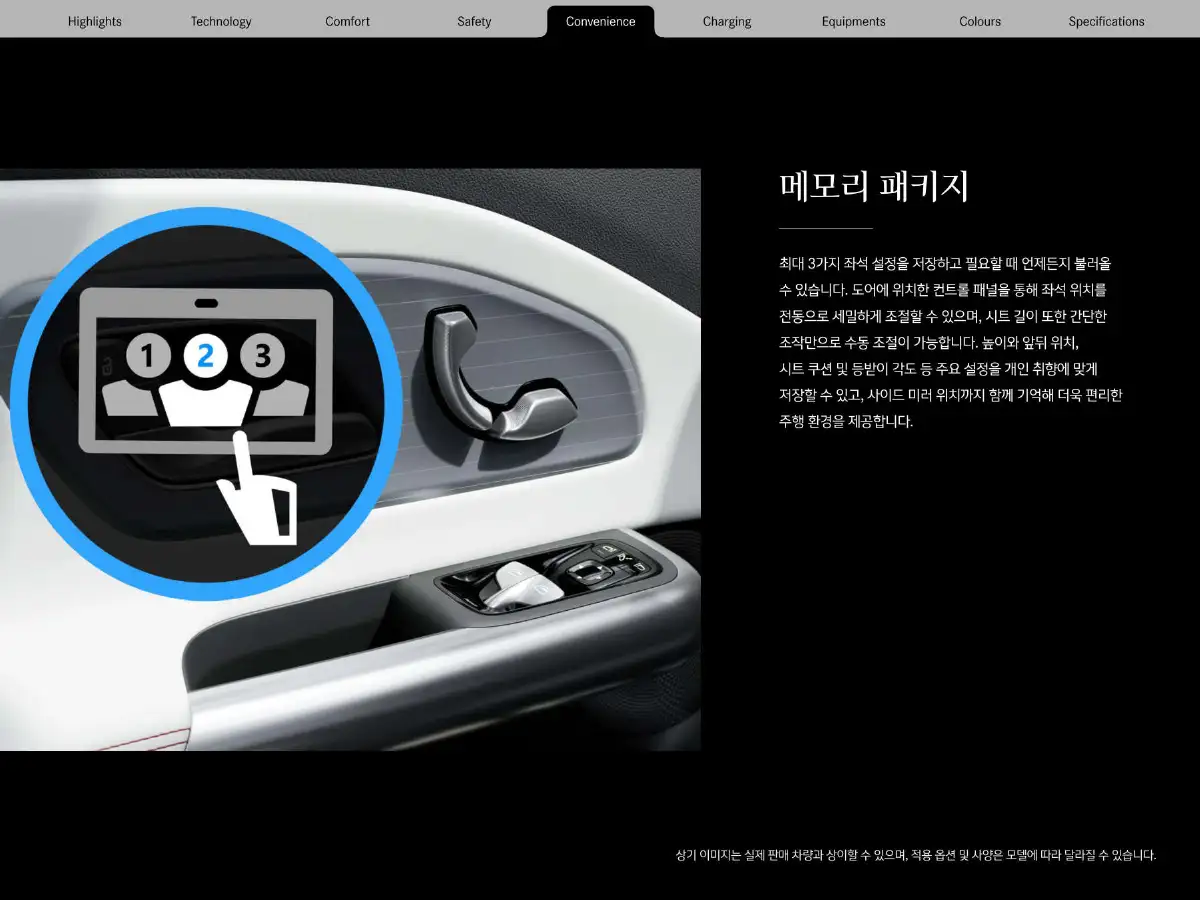 Highlights
Technology
Comfort
Safety
Convenience
Charging
Equipments
Colours
Specifications
메모리 패키지
최대 3가지 좌석 설정을 저장하고 필요할 때 언제든지 불러올
수 있습니다. 도어에 위치한 컨트롤 패널을 통해 좌석 위치를
전동으로 세밀하게 조절할 수 있으며, 시트 길이 또한 간단한
조작만으로 수동 조절이 가능합니다. 높이와 앞뒤 위치,
시트 쿠션 및 등받이 각도 등 주요 설정을 개인 취향에 맞게
저장할 수 있고, 사이드 미러 위치까지 함께 기억해 더욱 편리한
주행 환경을 제공합니다.
1 2 3
상기 이미지는 실제 판매 차량과 상이할 수 있으며, 적용 옵션 및 사양은 모델에 따라 달라질 수 있습니다.